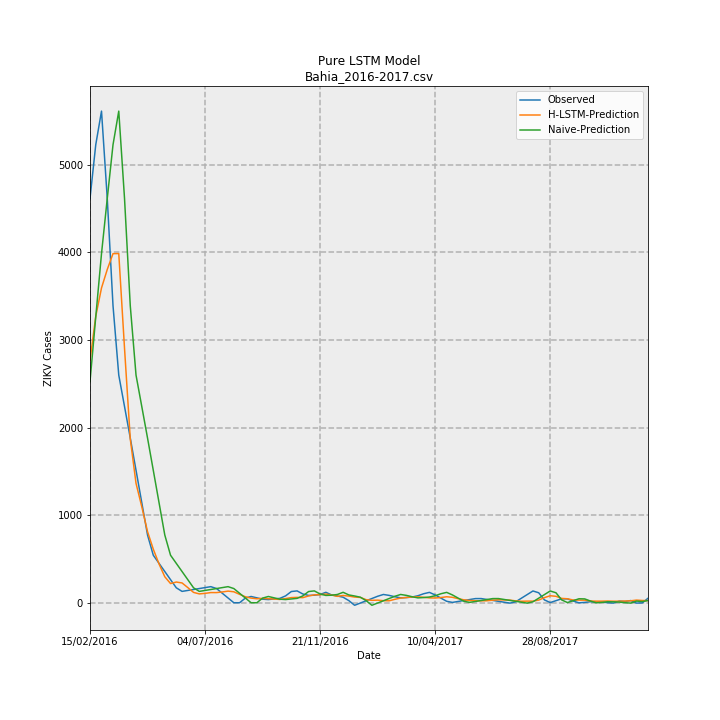 Pure LSTM Model
Bahia_2016-2017.csv
Observed
H-LSTM-Prediction
Naive-Prediction
ZIKV Cases
5000
4000
3000
2000
1000
0
15/02/2016 04/07/2016 21/11/2016 10/04/2017 28/08/2017
Date